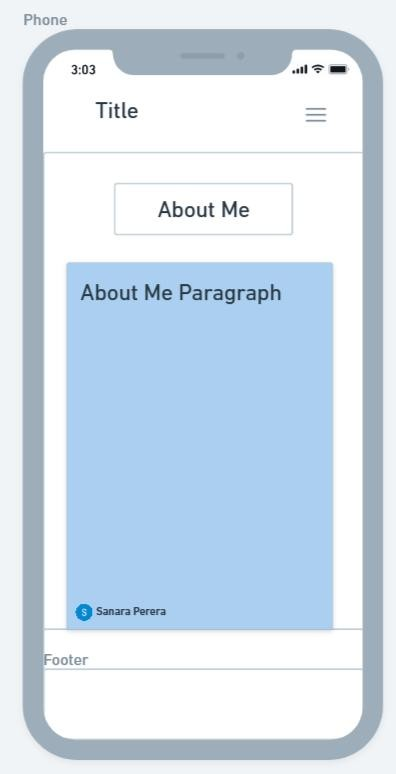 Phone
3:03
Title
About Me
About Me Paragraph
S Sanara Perera
Footer